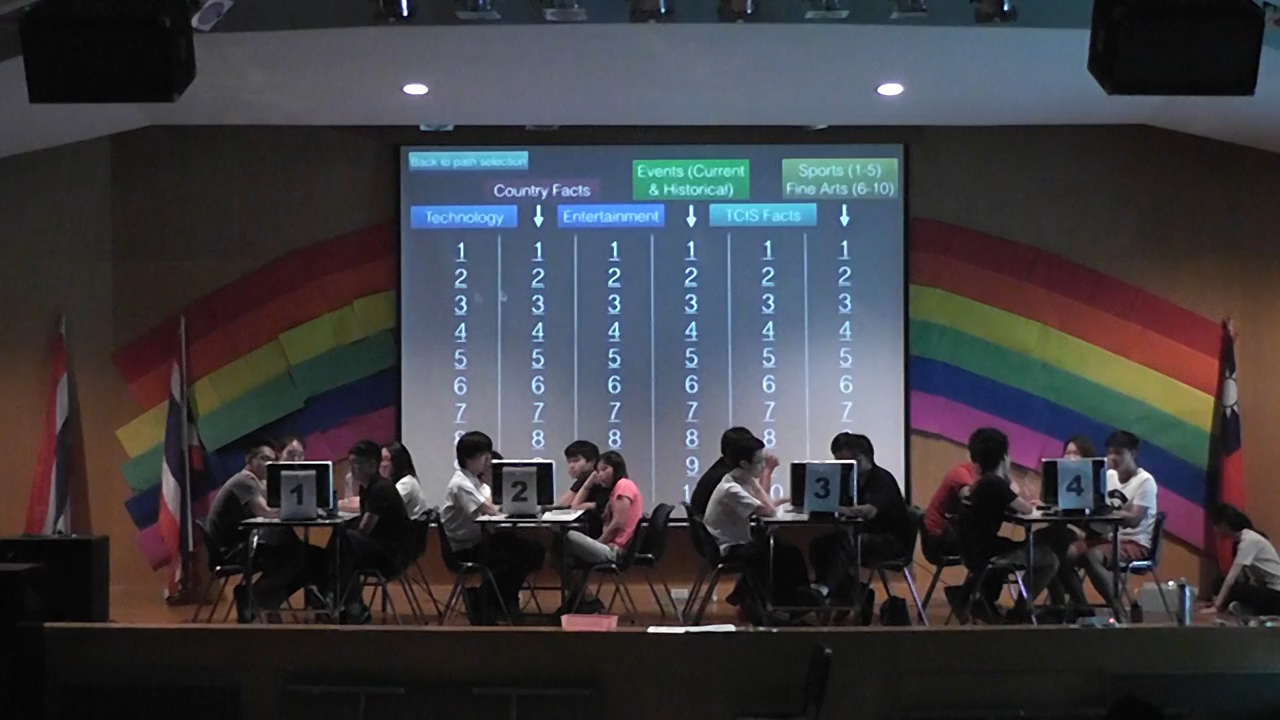 Back to path selection
Country Facts
Events (Current
& Historical)
Sports (1-5)
Fine Arts (6-10)
Technology
Entertainment
TCIS Facts
1 1 1 1 1 1
2 2 2 2 2 2
3 3 3 3 3 3
4 4 4 4 4 4
5 5 5 5 5 5
6 6 6 6 6 6
7 7 7 7 7 7
8 8 8 8 8
9
1
2
3
4